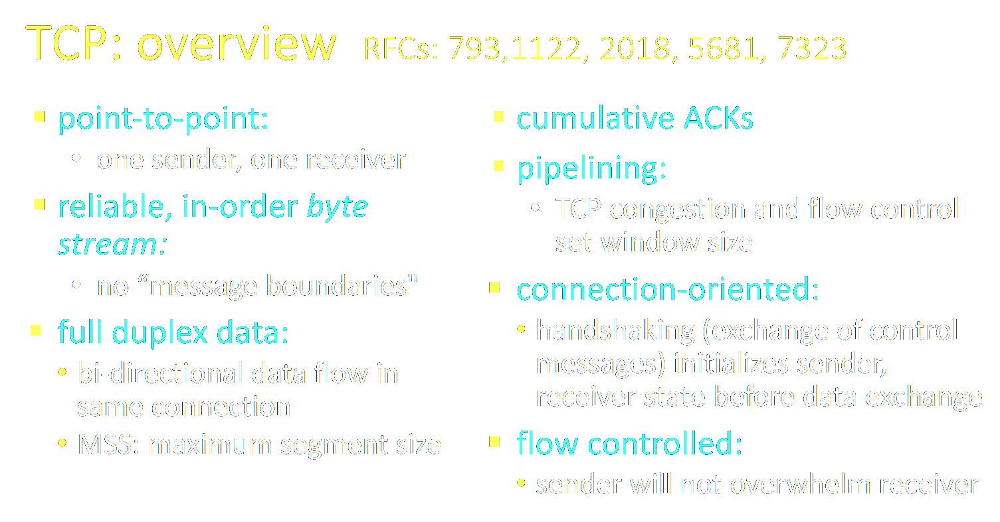 TCP: overview RFCs: 793,1122, 2018, 5681, 7323
point-to-point:
one sender, one receiver
reliable, in-order byte
stream:
no “message boundaries"
full duplex data:
bi-directional data flow in
same connection
MSS: maximum segment size
cumulative ACKs
pipelining:
TCP congestion and flow control
set window size
connection-oriented:
handshaking (exchange of control
messages) initializes sender,
receiver state before data exchange
flow controlled:
sender will not overwhelm receiver